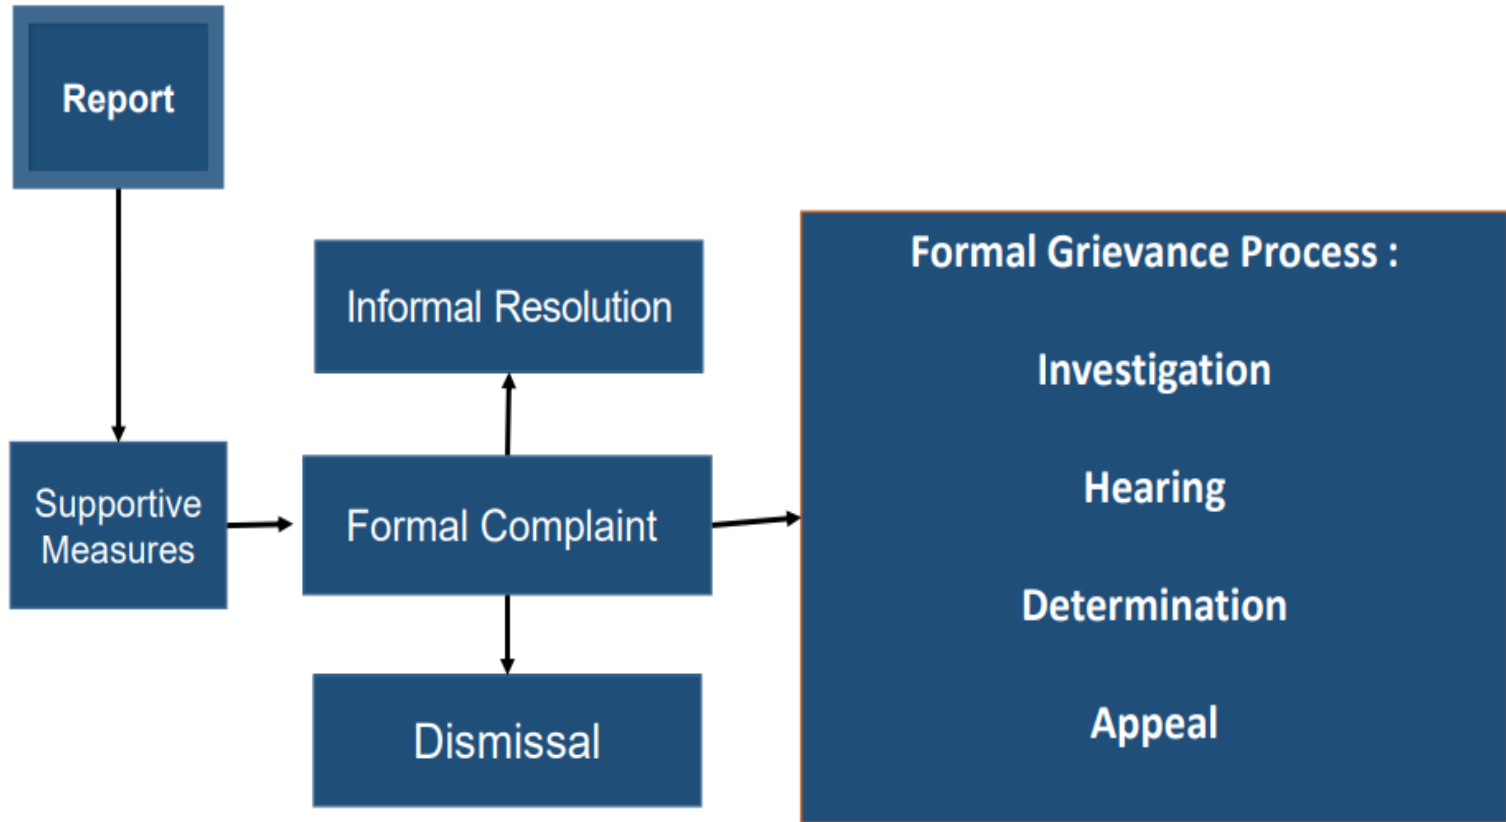 Report
Supportive
Measures
Informal Resolution
Formal Complaint
Dismissal
Formal Grievance Process :
Investigation
Hearing
Determination
Appeal